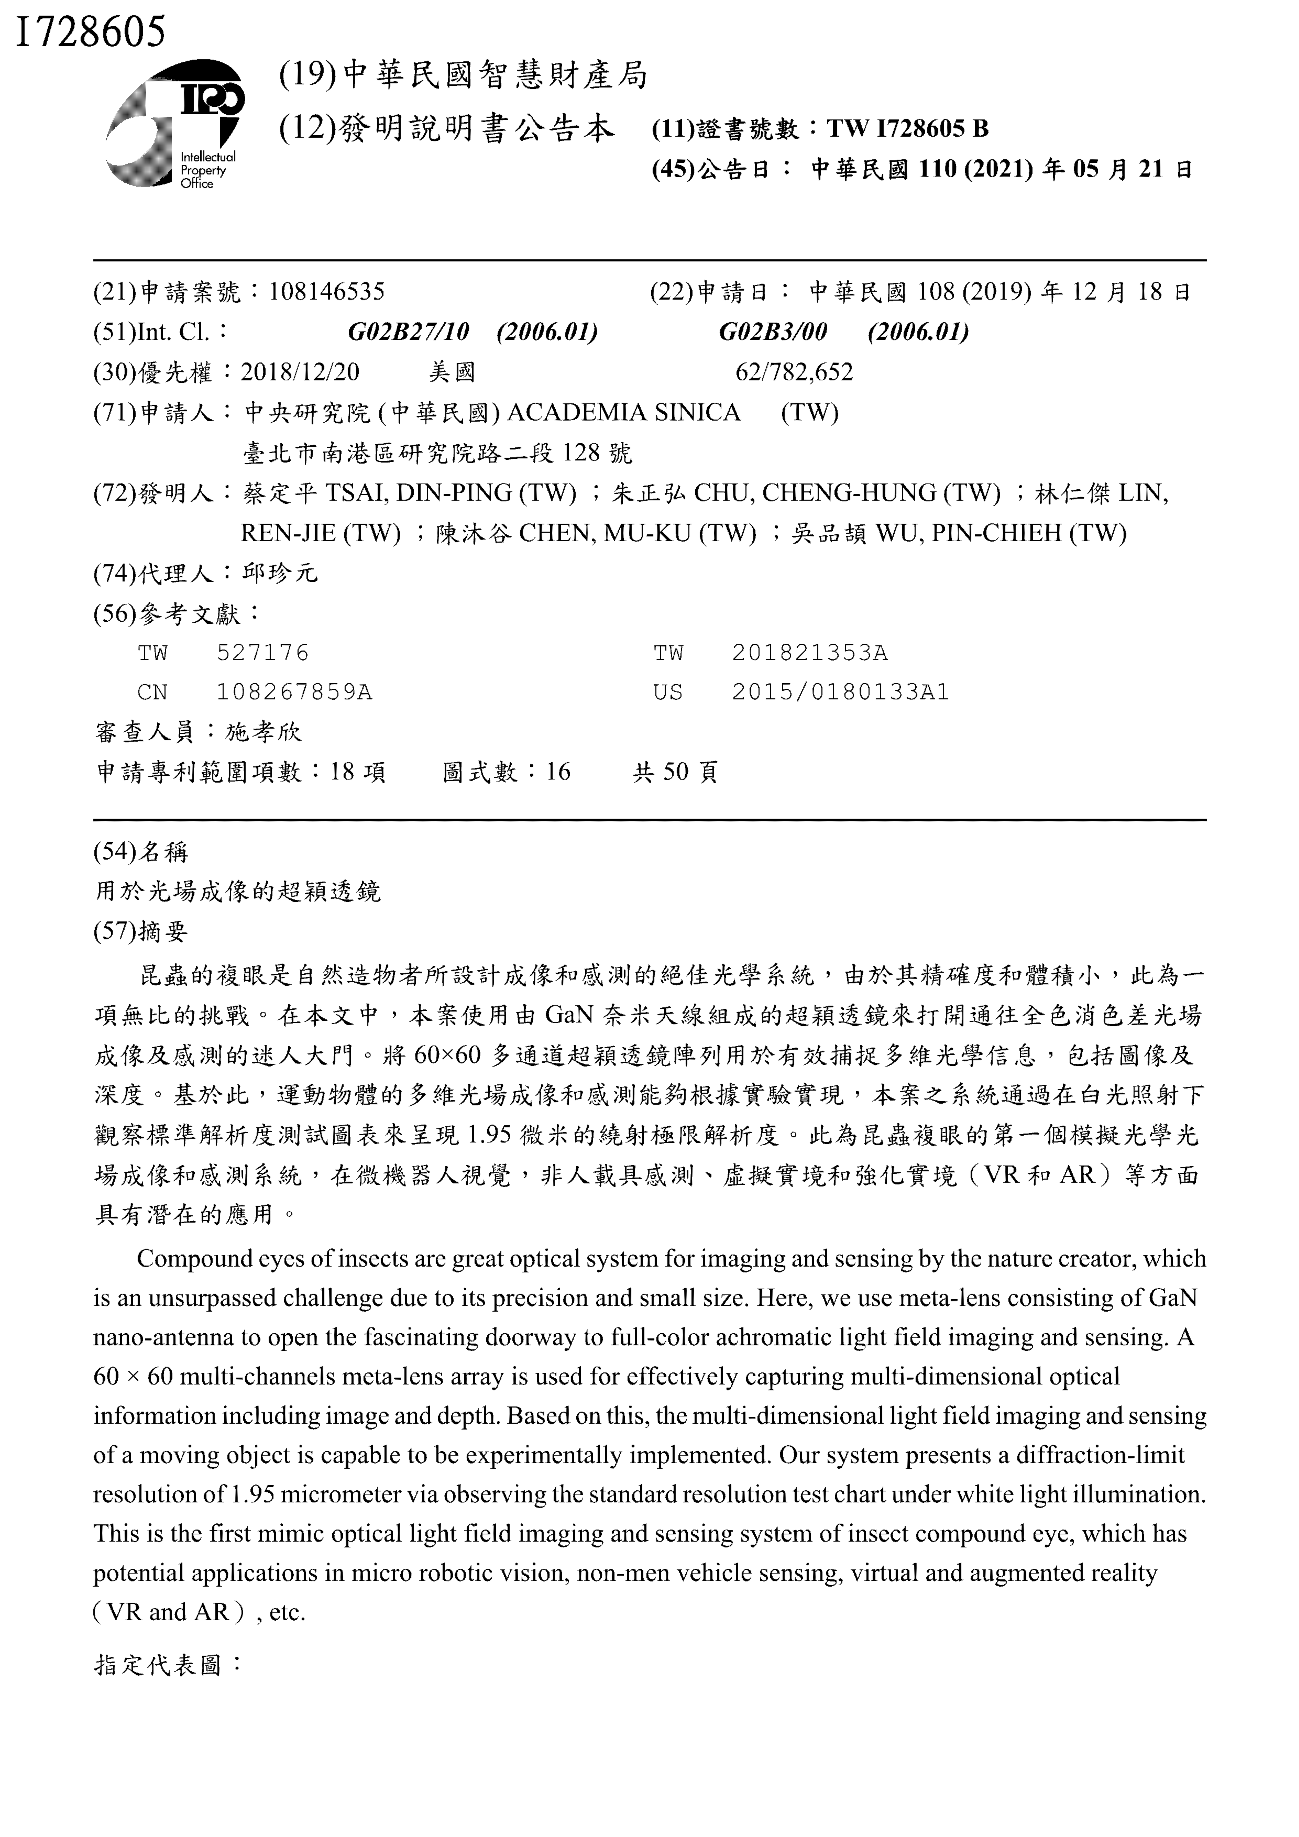 I728605
IPO
Intellectual
Property
Office
(19)中華民國智慧財產局
(12)發明說明書公告本 (11)證書號數：TW I728605 B
(45)公告日： 中華民國 110 (2021) 年 05 月 21 日
(21)申請案號：108146535 (22)申請日： 中華民國 108 (2019) 年 12 月 18 日
(51)Int. Cl.： G02B27/10 (2006.01) G02B3/00 (2006.01)
(30)優先權：2018/12/20 美國 62/782,652
(71)申請人：中央研究院 (中華民國) ACADEMIA SINICA (TW)
臺北市南港區研究院路二段 128 號
(72)發明人：蔡定平 TSAI, DIN-PING (TW) ；朱正弘 CHU, CHENG-HUNG (TW) ；林仁傑 LIN,
REN-JIE (TW) ；陳沐谷 CHEN, MU-KU (TW) ；吳品頡 WU, PIN-CHIEH (TW)
(74)代理人：邱珍元
(56)參考文獻：
TW 527176 TW 201821353A
CN 108267859A US 2015/0180133A1
審查人員：施孝欣
申請專利範圍項數：18 項 圖式數：16 共 50 頁
(54)名稱
用於光場成像的超穎透鏡
(57)摘要
昆蟲的複眼是自然造物者所設計成像和感測的絕佳光學系統，由於其精確度和體積小，此為一
項無比的挑戰。在本文中，本案使用由 GaN 奈米天線組成的超穎透鏡來打開通往全色消色差光場
成像及感測的迷人大門。將 60×60 多通道超穎透鏡陣列用於有效捕捉多維光學信息，包括圖像及
深度。基於此，運動物體的多維光場成像和感測能夠根據實驗實現，本案之系統通過在白光照射下
觀察標準解析度測試圖表來呈現 1.95 微米的繞射極限解析度。此為昆蟲複眼的第一個模擬光學光
場成像和感測系統，在微機器人視覺，非人載具感測、虛擬實境和強化實境（VR 和 AR）等方面
具有潛在的應用。
Compound eyes of insects are great optical system for imaging and sensing by the nature creator, which
is an unsurpassed challenge due to its precision and small size. Here, we use meta-lens consisting of GaN
nano-antenna to open the fascinating doorway to full-color achromatic light field imaging and sensing. A
60 × 60 multi-channels meta-lens array is used for effectively capturing multi-dimensional optical
information including image and depth. Based on this, the multi-dimensional light field imaging and sensing
of a moving object is capable to be experimentally implemented. Our system presents a diffraction-limit
resolution of 1.95 micrometer via observing the standard resolution test chart under white light illumination.
This is the first mimic optical light field imaging and sensing system of insect compound eye, which has
potential applications in micro robotic vision, non-men vehicle sensing, virtual and augmented reality
（VR and AR）, etc.
指定代表圖：